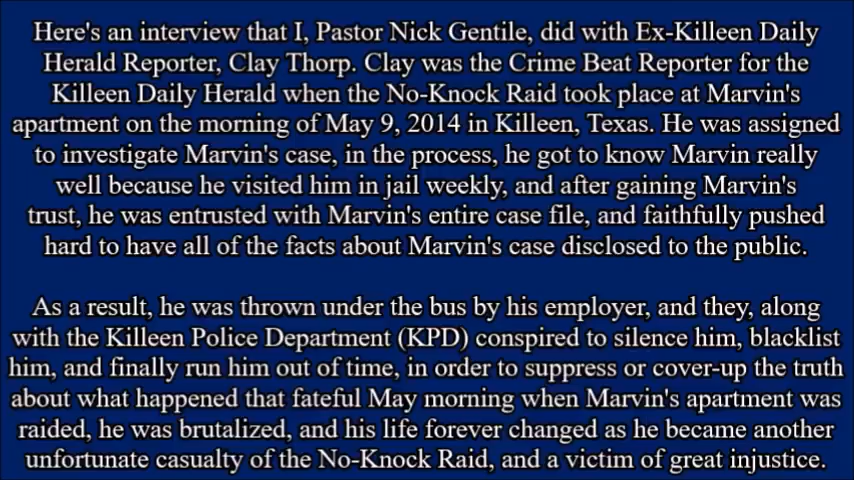 Here's an interview that I, Pastor Nick Gentile, did with Ex-Killeen Daily
Herald Reporter, Clay Thorp. Clay was the Crime Beat Reporter for the
Killeen Daily Herald when the No-Knock Raid took place at Marvin's
apartment on the morning of May 9, 2014 in Killeen, Texas. He was assigned
to investigate Marvin's case, in the process, he got to know Marvin really
well because he visited him in jail weekly, and after gaining Marvin's
trust, he was entrusted with Marvin's entire case file, and faithfully pushed
hard to have all of the facts about Marvin's case disclosed to the public.
As a result, he was thrown under the bus by his employer, and they, along
with the Killeen Police Department (KPD) conspired to silence him, blacklist
him, and finally run him out of time, in order to suppress or cover-up the truth
about what happened that fateful May morning when Marvin's apartment was
raided, he was brutalized, and his life forever changed as he became another
unfortunate casualty of the No-Knock Raid, and a victim of great injustice.